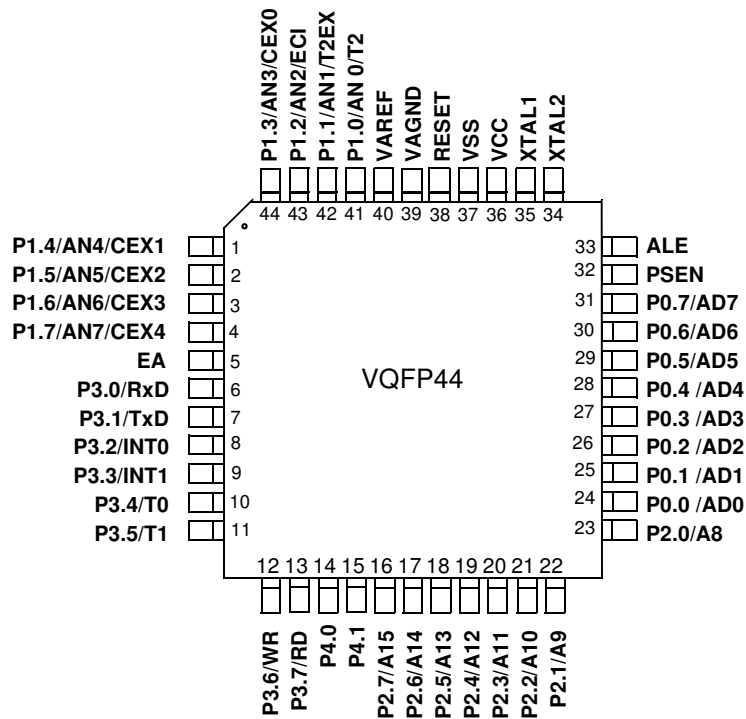 P1.3/AN3/CEX0
P1.2/AN2/ECI
P1.1/AN1/T2EX
P1.0/AN 0/T2
VAREF
VAGND
RESET
VSS
VCC
XTAL1
XTAL2
44 43 42 41 40 39 38 37 36 35 34
P1.4/AN4/CEX1 1
P1.5/AN5/CEX2 2
P1.6/AN6/CEX3 3
P1.7/AN7/CEX4 4
EA 5
P3.0/RxD 6
P3.1/TxD 7
P3.2/INT0 8
P3.3/INT1 9
P3.4/T0 10
P3.5/T1 11
VQFP44
33 ALE
32 PSEN
31 P0.7/AD7
30 P0.6/AD6
29 P0.5/AD5
28 P0.4 /AD4
27 P0.3 /AD3
26 P0.2 /AD2
25 P0.1 /AD1
24 P0.0 /AD0
23 P2.0/A8
12 13 14 15 16 17 18 19 20 21 22
P3.6/WR
P3.7/RD
P4.0
P4.1
P2.7/A15
P2.6/A14
P2.5/A13
P2.4/A12
P2.3/A11
P2.2/A10
P2.1/A9